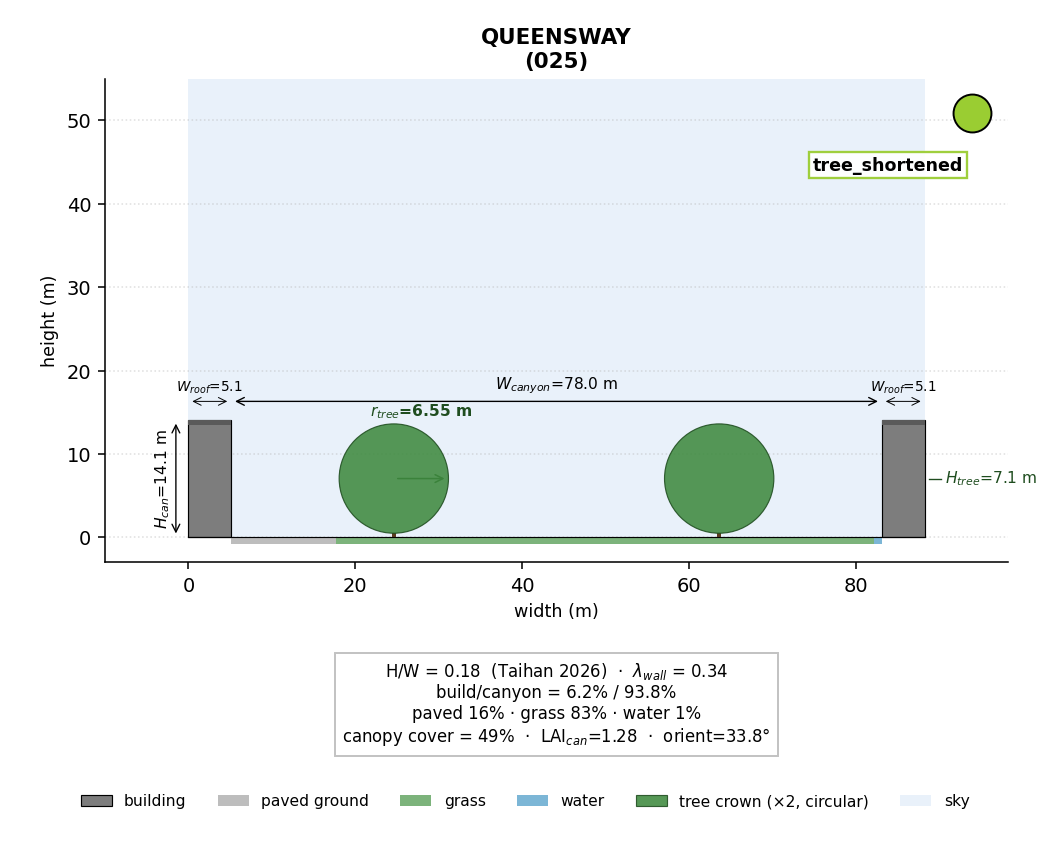 QUEENSWAY
(025)
tree_shortened
50
40
30
20
10
0
height (m)
W_roof=5.1
W_canyon=78.0 m
W_roof=5.1
r_tree=6.55 m
H_can=14.1 m
H_tree=7.1 m
0 20 40 60 80
width (m)
H/W = 0.18 (Taihan 2026) · λ_wall = 0.34
build/canyon = 6.2% / 93.8%
paved 16% · grass 83% · water 1%
canopy cover = 49% · LAI_can=1.28 · orient=33.8°
building paved ground grass water tree crown (×2, circular) sky